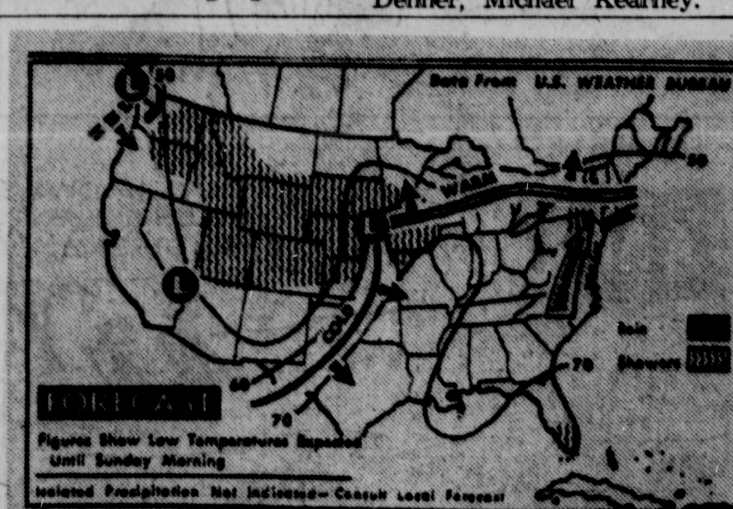 Denner, Michael Kearney.
Data From U.S. WEATHER BUREAU
L
50
L
L
WARM
50
COLD
60
70
70
Rain
Showers
FORECAST
Figures Show Low Temperatures Expected
Until Sunday Morning
Isolated Precipitation Not Indicated— Consult Local Forecast